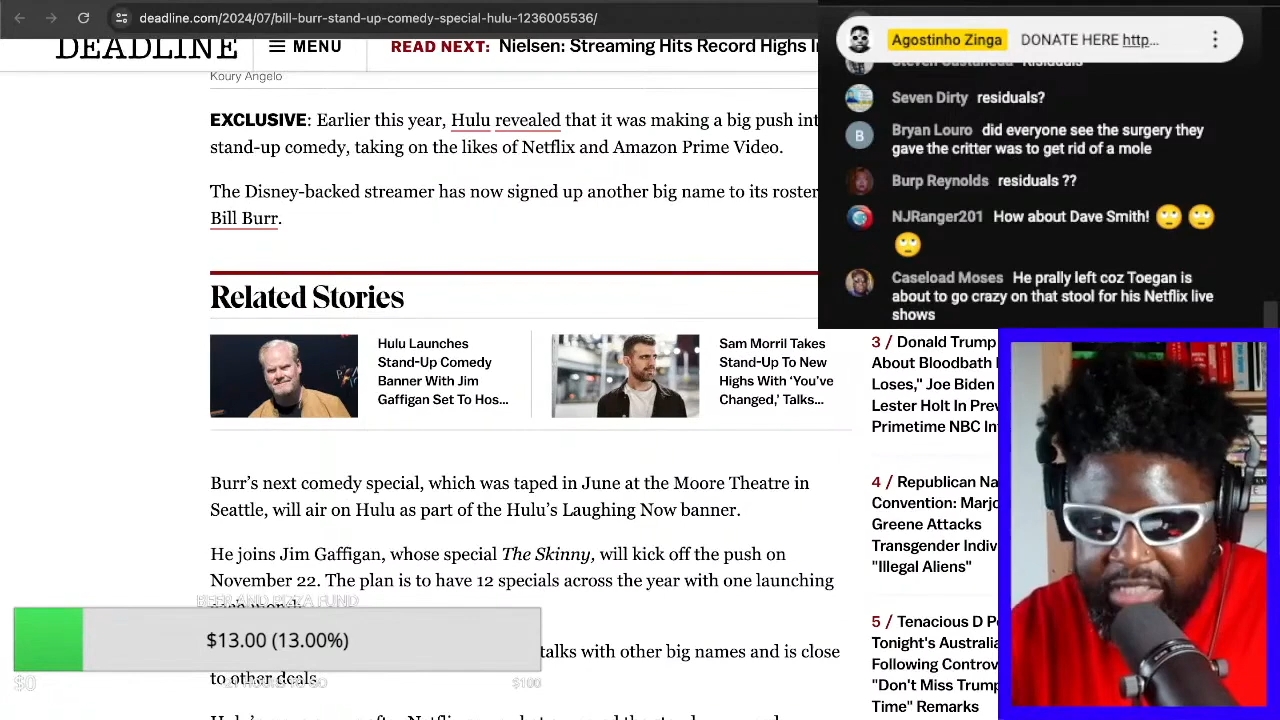 deadline.com/2024/07/bill-burr-stand-up-comedy-special-hulu-1236005536/
DEADLINE
MENU
READ NEXT: Nielsen: Streaming Hits Record Highs I
Koury Angelo
EXCLUSIVE: Earlier this year, Hulu revealed that it was making a big push int
stand-up comedy, taking on the likes of Netflix and Amazon Prime Video.
The Disney-backed streamer has now signed up another big name to its roster
Bill Burr.
Related Stories
Hulu Launches
Stand-Up Comedy
Banner With Jim
Gaffigan Set To Hos...
Sam Morril Takes
Stand-Up To New
Highs With ‘You’ve
Changed,’ Talks...
Burr’s next comedy special, which was taped in June at the Moore Theatre in
Seattle, will air on Hulu as part of the Hulu’s Laughing Now banner.
He joins Jim Gaffigan, whose special The Skinny, will kick off the push on
November 22. The plan is to have 12 specials across the year with one launching
each month.
talks with other big names and is close
to other deals.
BEER AND PIZZA FUND
$13.00 (13.00%)
$0
$100
Agostinho Zinga DONATE HERE http...
Steven Castaneda Risiduals
Seven Dirty residuals?
Bryan Louro did everyone see the surgery they
gave the critter was to get rid of a mole
Burp Reynolds residuals ??
NJRanger201 How about Dave Smith! 🙄 🙄
🙄
Caseload Moses He prally left coz Toegan is
about to go crazy on that stool for his Netflix live
shows
3 / Donald Trump
About Bloodbath
Loses," Joe Biden
Lester Holt In Prev
Primetime NBC In
4 / Republican Na
Convention: Marjo
Greene Attacks
Transgender Indiv
"Illegal Aliens"
5 / Tenacious D P
Tonight's Australia
Following Controv
"Don't Miss Trump
Time" Remarks